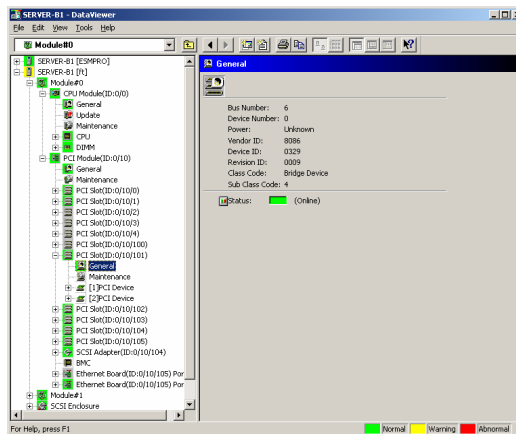 SERVER-B1 - DataViewer
File Edit View Tools Help
Module#0
SERVER-B1 [ESMPRO]
SERVER-B1 [ft]
Module#0
CPU Module(ID:0/0)
General
Update
Maintenance
CPU
DIMM
PCI Module(ID:0/10)
General
Maintenance
PCI Slot(ID:0/10/0)
PCI Slot(ID:0/10/1)
PCI Slot(ID:0/10/2)
PCI Slot(ID:0/10/3)
PCI Slot(ID:0/10/4)
PCI Slot(ID:0/10/100)
PCI Slot(ID:0/10/101)
General
Maintenance
[1]PCI Device
[2]PCI Device
PCI Slot(ID:0/10/102)
PCI Slot(ID:0/10/103)
PCI Slot(ID:0/10/104)
PCI Slot(ID:0/10/105)
SCSI Adapter(ID:0/10/104)
BMC
Ethernet Board(ID:0/10/105) Por
Ethernet Board(ID:0/10/105) Por
Module#1
SCSI Enclosure
General
Bus Number: 6
Device Number: 0
Power: Unknown
Vendor ID: 8086
Device ID: 0329
Revision ID: 0009
Class Code: Bridge Device
Sub Class Code: 4
Status: (Online)
For Help, press F1
Normal Warning Abnormal